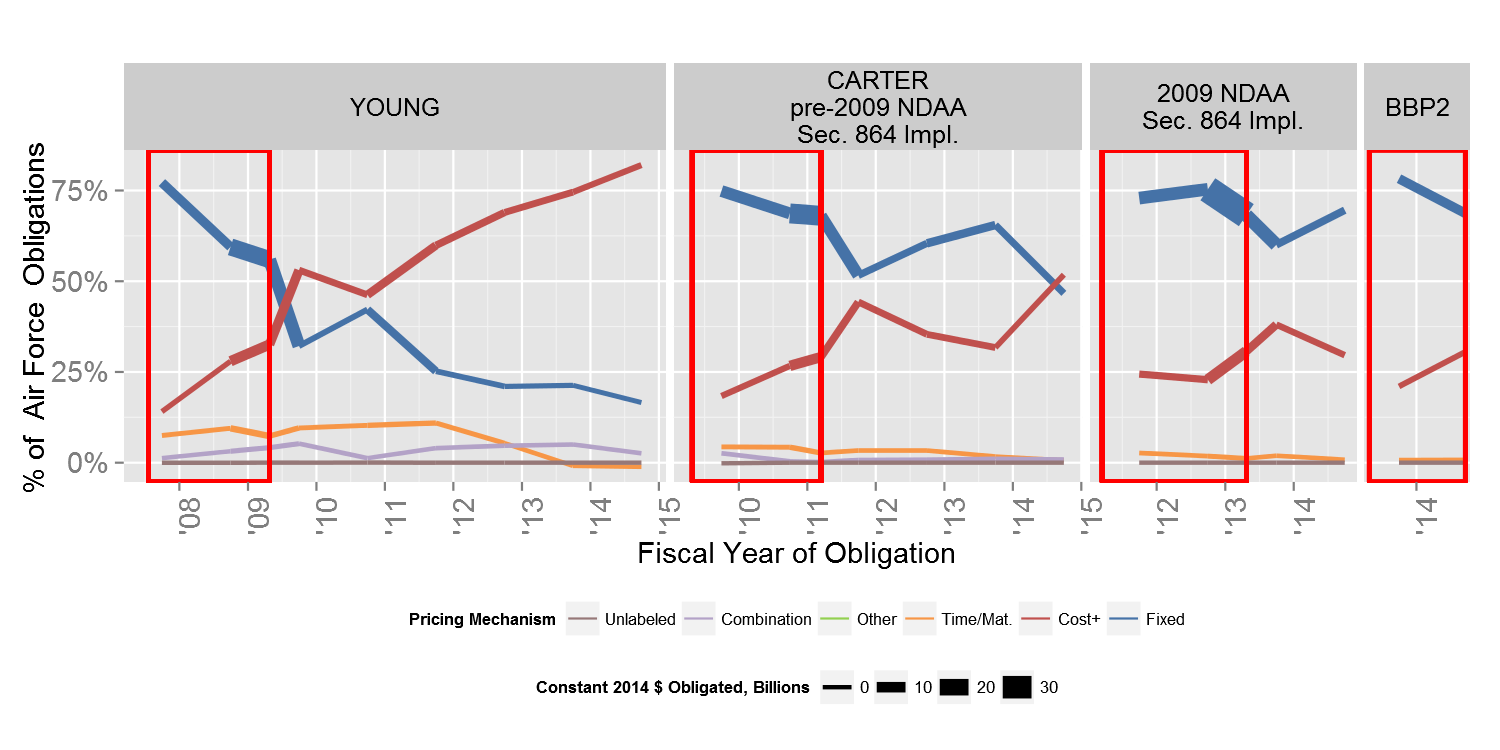 YOUNG
CARTER
pre-2009 NDAA
Sec. 864 Impl.
2009 NDAA
Sec. 864 Impl.
BBP2
% of Air Force Obligations
75%
50%
25%
0%
'08 '09 '10 '11 '12 '13 '14 '15
'10 '11 '12 '13 '14 '15
'12 '13 '14
'14
Fiscal Year of Obligation
Pricing Mechanism Unlabeled Combination Other Time/Mat. Cost+ Fixed
Constant 2014 $ Obligated, Billions 0 10 20 30